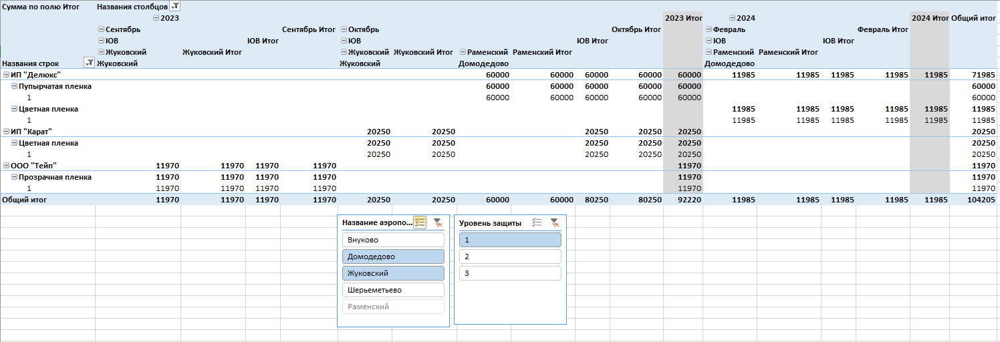 Сумма по полю Итог Названия столбцов
2023 2023 Итог 2024 2024 Итог Общий итог
Сентябрь Сентябрь Итог Октябрь Октябрь Итог Февраль Февраль Итог
ЮВ ЮВ Итог ЮВ ЮВ Итог ЮВ ЮВ Итог
Жуковский Жуковский Итог Жуковский Жуковский Итог Раменский Раменский Итог Раменский Раменский Итог
Названия строк Жуковский Жуковский Домодедово Домодедово
ИП "Делюкс" 60000 60000 60000 60000 60000 11985 11985 11985 11985 11985 71985
Пупырчатая пленка 60000 60000 60000 60000 60000 60000
1 60000 60000 60000 60000 60000 60000
Цветная пленка 11985 11985 11985 11985 11985 11985
1 11985 11985 11985 11985 11985 11985
ИП "Карат" 20250 20250 20250 20250 20250 20250
Цветная пленка 20250 20250 20250 20250 20250 20250
1 20250 20250 20250 20250 20250 20250
ООО "Тейп" 11970 11970 11970 11970 11970 11970
Прозрачная пленка 11970 11970 11970 11970 11970 11970
1 11970 11970 11970 11970 11970 11970
Общий итог 11970 11970 11970 11970 20250 20250 60000 60000 80250 80250 92220 11985 11985 11985 11985 11985 104205
Название аэропо...
Внуково
Домодедово
Жуковский
Шерьеметьево
Раменский
Уровень защиты
1
2
3